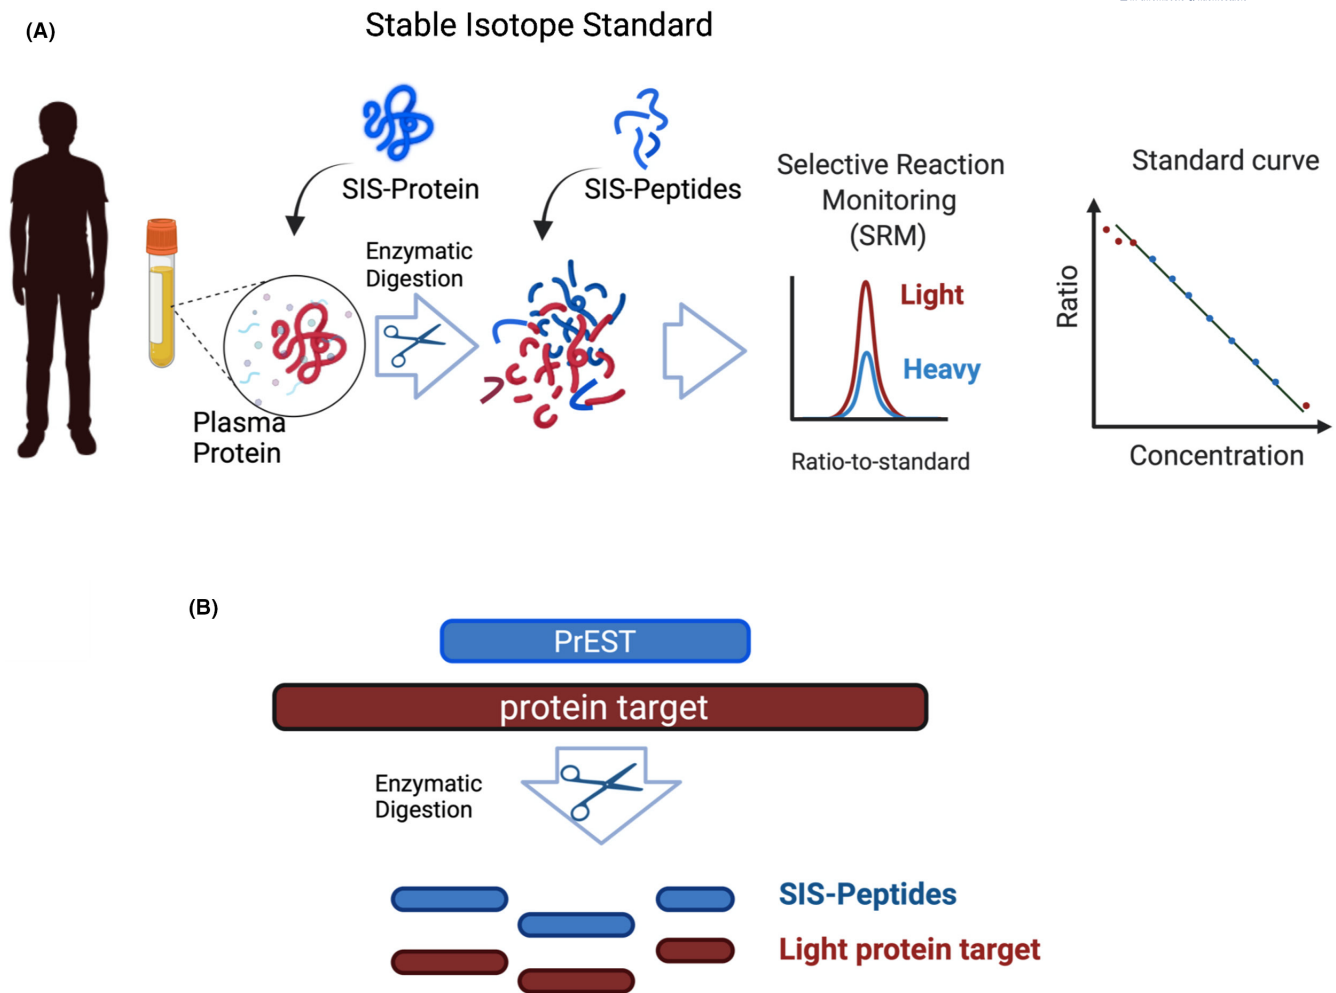 (A)
Stable Isotope Standard
SIS-Protein
SIS-Peptides
Enzymatic
Digestion
Plasma
Protein
Selective Reaction
Monitoring
(SRM)
Light
Heavy
Ratio-to-standard
Standard curve
Ratio
Concentration
(B)
PrEST
protein target
Enzymatic
Digestion
SIS-Peptides
Light protein target